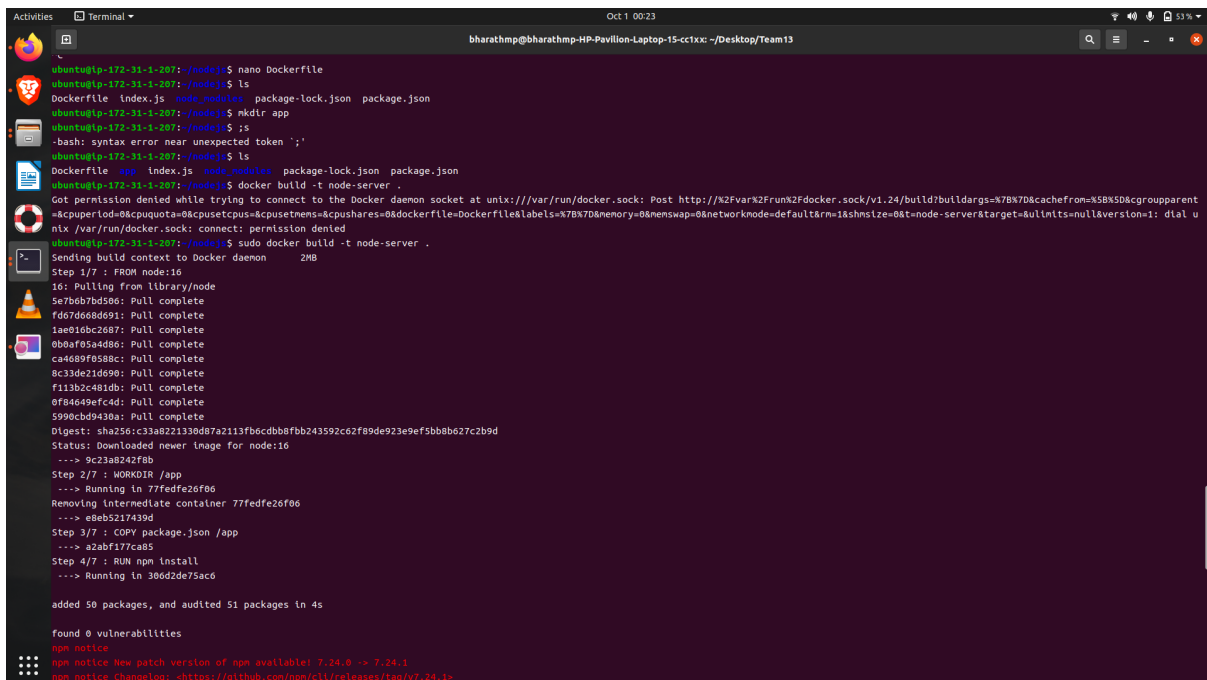 Activities
Terminal
Oct 1 00:23
53 %
bharathmp@bharathmp-HP-Pavilion-Laptop-15-cc1xx: ~/Desktop/Team13
ubuntu@ip-172-31-1-207:~/nodejs$ nano Dockerfile
ubuntu@ip-172-31-1-207:~/nodejs$ ls
Dockerfile index.js node_modules package-lock.json package.json
ubuntu@ip-172-31-1-207:~/nodejs$ mkdir app
ubuntu@ip-172-31-1-207:~/nodejs$ ;s
-bash: syntax error near unexpected token `;'
ubuntu@ip-172-31-1-207:~/nodejs$ ls
Dockerfile app index.js node_modules package-lock.json package.json
ubuntu@ip-172-31-1-207:~/nodejs$ docker build -t node-server .
Got permission denied while trying to connect to the Docker daemon socket at unix:///var/run/docker.sock: Post http://%2Fvar%2Frun%2Fdocker.sock/v1.24/build?buildargs=%7B%7D&cachefrom=%5B%5D&cgroupparent
=&cpuperiod=0&cpuquota=0&cpusetcpus=&cpusetmems=&cpushares=0&dockerfile=Dockerfile&labels=%7B%7D&memory=0&memswap=0&networkmode=default&rm=1&shmsize=0&t=node-server&target=&ulimits=null&version=1: dial u
nix /var/run/docker.sock: connect: permission denied
ubuntu@ip-172-31-1-207:~/nodejs$ sudo docker build -t node-server .
Sending build context to Docker daemon 2MB
Step 1/7 : FROM node:16
16: Pulling from library/node
5e7b6b7bd506: Pull complete
fd67d668d691: Pull complete
1ae016bc2687: Pull complete
0b0af05a4d86: Pull complete
ca4689f0588c: Pull complete
8c33de21d690: Pull complete
f113b2c481db: Pull complete
0f84649efc4d: Pull complete
5990cbd9430a: Pull complete
Digest: sha256:c33a8221330d87a2113fb6cdbb8fbb243592c62f89de923e9ef5bb8b627c2b9d
Status: Downloaded newer image for node:16
---> 9c23a8242f8b
Step 2/7 : WORKDIR /app
---> Running in 77fedfe26f06
Removing intermediate container 77fedfe26f06
---> e8eb5217439d
Step 3/7 : COPY package.json /app
---> a2abf177ca85
Step 4/7 : RUN npm install
---> Running in 306d2de75ac6
added 50 packages, and audited 51 packages in 4s
found 0 vulnerabilities
npm notice
npm notice New patch version of npm available! 7.24.0 -> 7.24.1
npm notice Changelog: <https://github.com/npm/cli/releases/tag/v7.24.1>